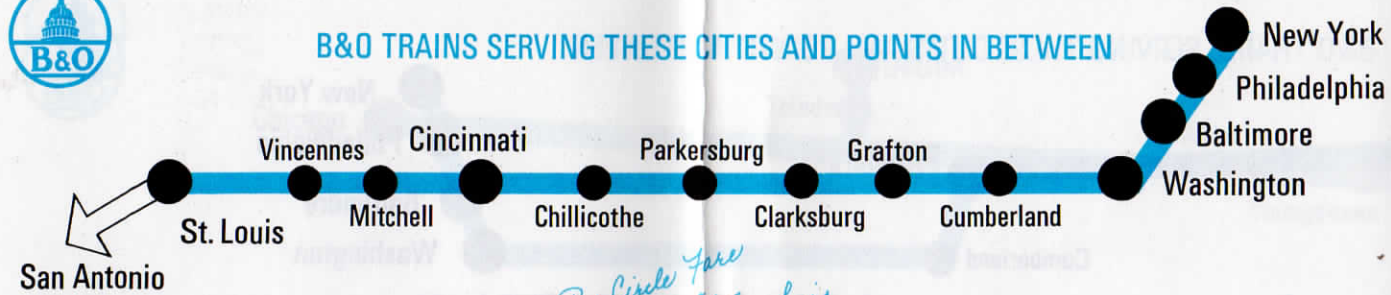 B&O
B&O TRAINS SERVING THESE CITIES AND POINTS IN BETWEEN
New York
Philadelphia
Baltimore
Washington
Cumberland
Grafton
Clarksburg
Parkersburg
Chillicothe
Cincinnati
Mitchell
Vincennes
St. Louis
San Antonio
Circle Fare